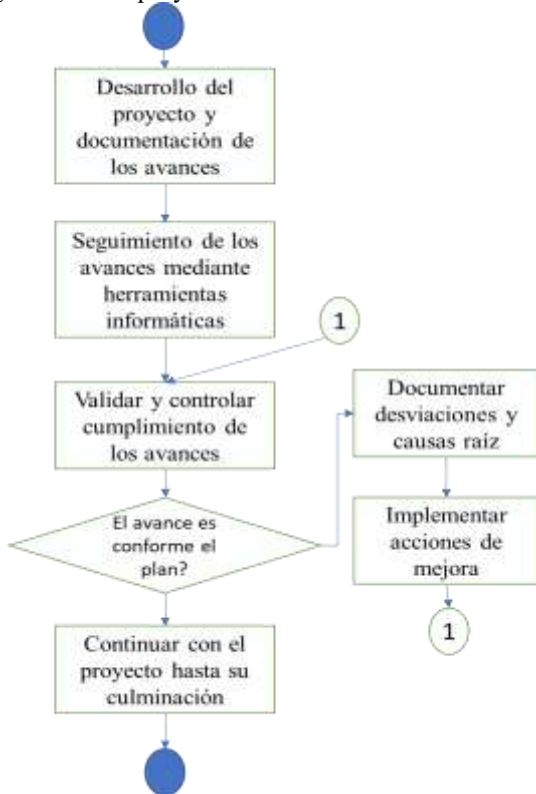 Desarrollo del
proyecto y
documentación de
los avances
Seguimiento de los
avances mediante
herramientas
informáticas
1
Validar y controlar
cumplimiento de
los avances
Documentar
desviaciones y
causas raíz
El avance es
conforme el
plan?
Implementar
acciones de
mejora
1
Continuar con el
proyecto hasta su
culminación